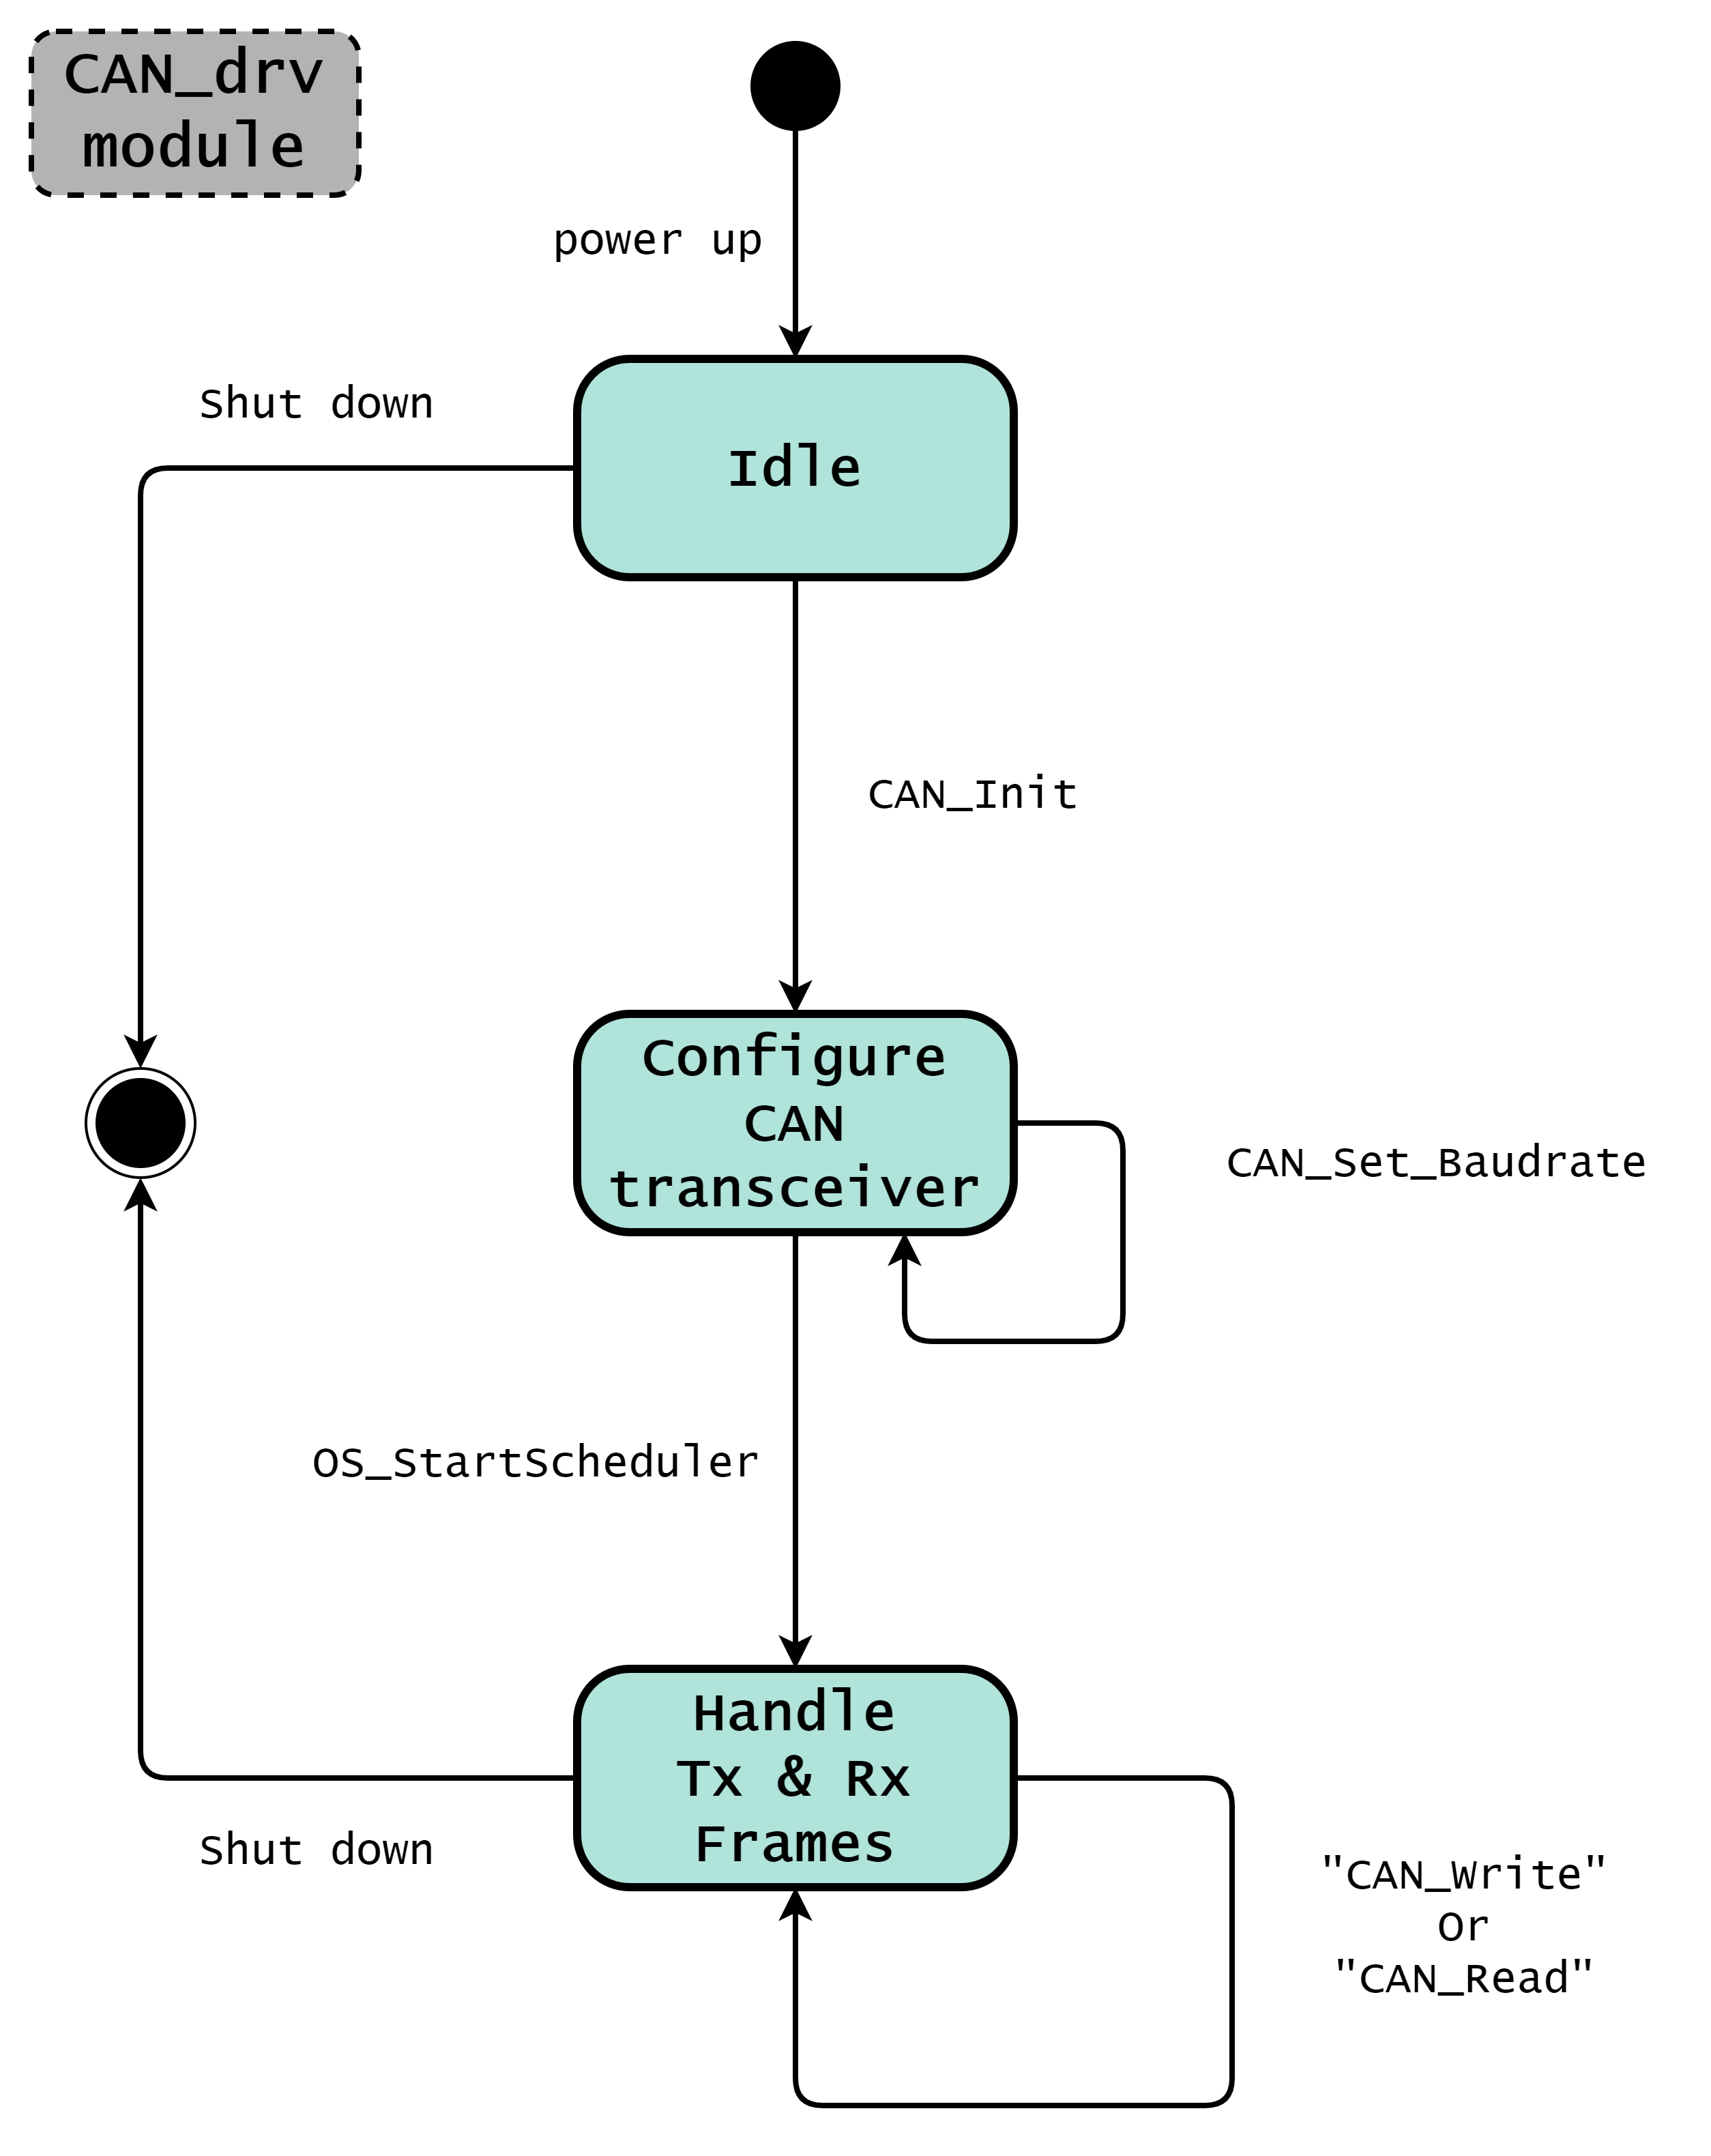 CAN_drv
module
power up
Shut down
Idle
CAN_Init
Configure
CAN
transceiver
CAN_Set_Baudrate
OS_StartScheduler
Handle
Tx & Rx
Frames
Shut down
"CAN_Write"
Or
"CAN_Read"